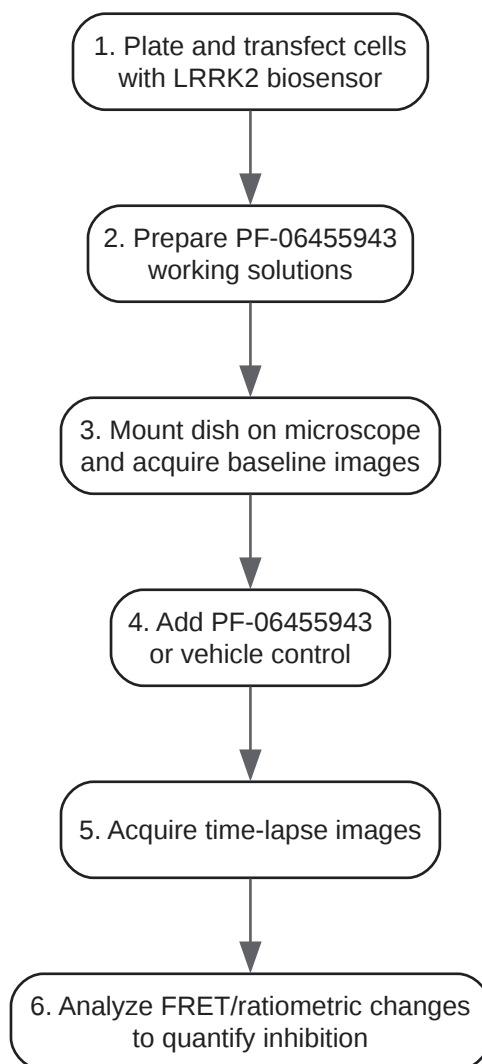 1. Plate and transfect cells
with LRRK2 biosensor
2. Prepare PF-06455943
working solutions
3. Mount dish on microscope
and acquire baseline images
4. Add PF-06455943
or vehicle control
5. Acquire time-lapse images
6. Analyze FRET/ratiometric changes
to quantify inhibition